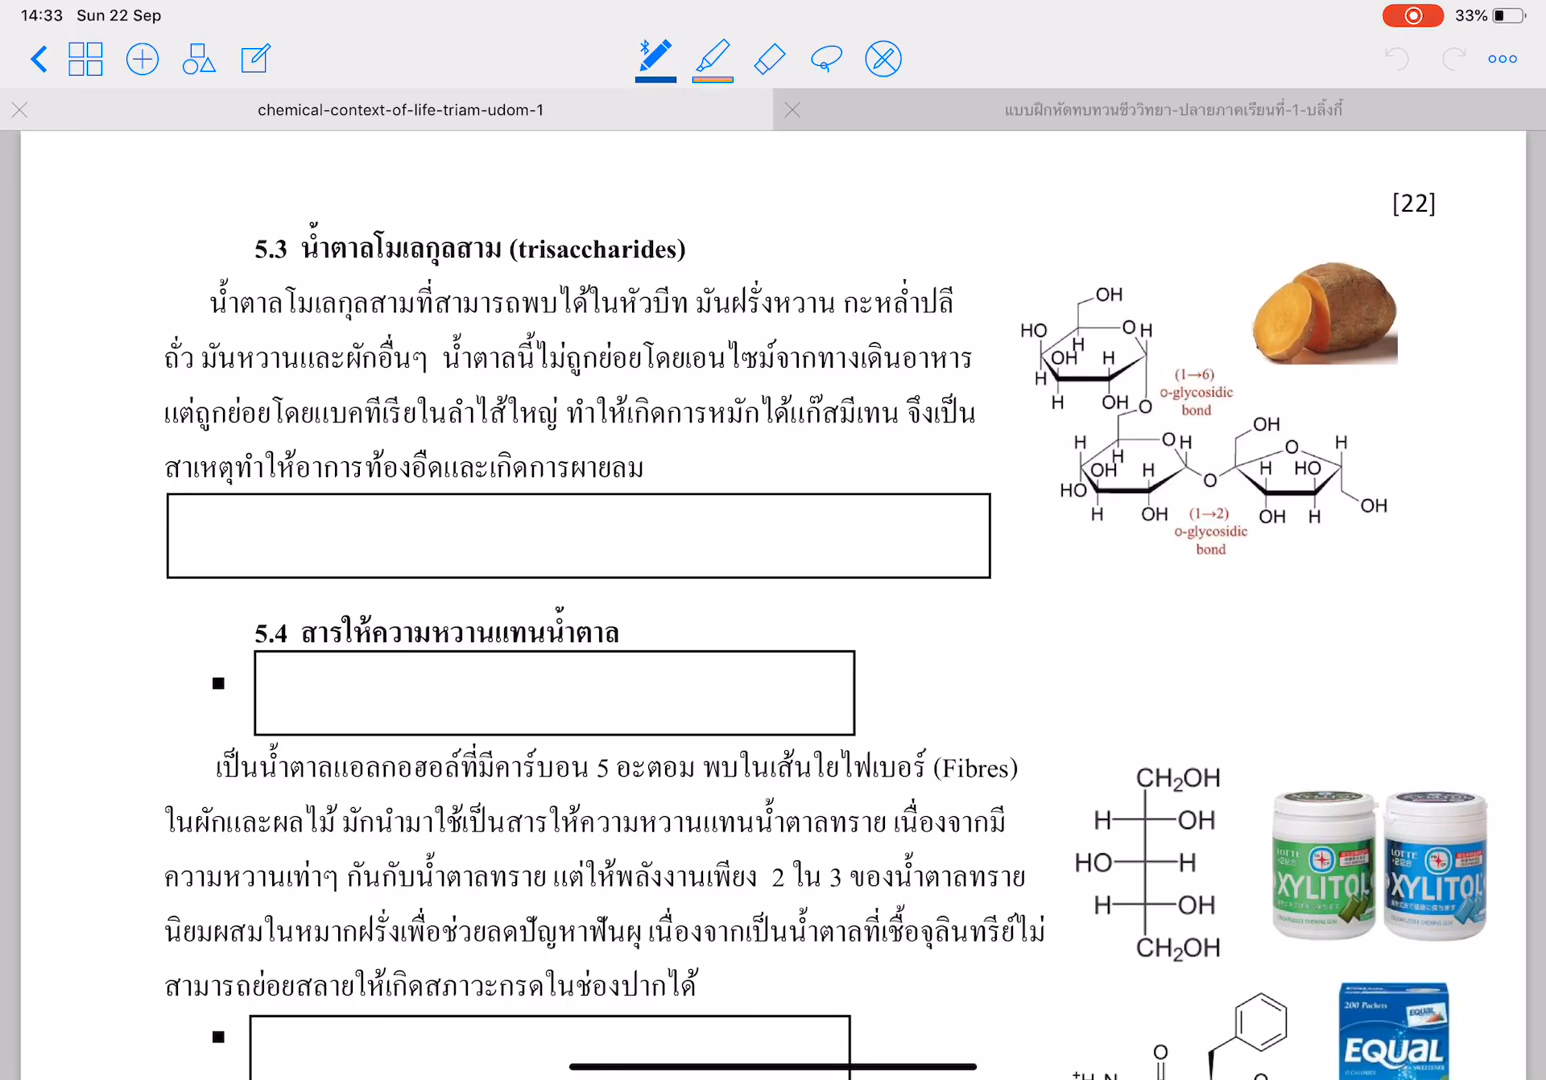 14:33 Sun 22 Sep
33%
chemical-context-of-life-triam-udom-1
แบบฝึกหัดทบทวนชีววิทยา-ปลายภาคเรียนที่-1-บลิ้งกี้
[22]
5.3 น้ำตาลโมเลกุลสาม (trisaccharides)
น้ำตาลโมเลกุลสามที่สามารถพบได้ในหัวบีท มันฝรั่งหวาน กะหล่ำปลี
ถั่ว มันหวานและผักอื่นๆ น้ำตาลนี้ไม่ถูกย่อยโดยเอนไซม์จากทางเดินอาหาร
แต่ถูกย่อยโดยแบคทีเรียในลำไส้ใหญ่ ทำให้เกิดการหมักได้แก๊สมีเทน จึงเป็น
สาเหตุทำให้อาการท้องอืดและเกิดการผายลม
OH
HO
O H
H
OH H
H
H OH O
(1→6)
o-glycosidic
bond
H
O H
H
OH H
HO
H OH
O
(1→2)
o-glycosidic
bond
OH
O
H
H HO
OH H
OH
5.4 สารให้ความหวานแทนน้ำตาล
เป็นน้ำตาลแอลกอฮอล์ที่มีคาร์บอน 5 อะตอม พบในเส้นใยไฟเบอร์ (Fibres)
ในผักและผลไม้ มักนำมาใช้เป็นสารให้ความหวานแทนน้ำตาลทราย เนื่องจากมี
ความหวานเท่าๆ กันกับน้ำตาลทราย แต่ให้พลังงานเพียง 2 ใน 3 ของน้ำตาลทราย
นิยมผสมในหมากฝรั่งเพื่อช่วยลดปัญหาฟันผุ เนื่องจากเป็นน้ำตาลที่เชื้อจุลินทรีย์ไม่
สามารถย่อยสลายให้เกิดสภาวะกรดในช่องปากได้
CH2OH
H OH
HO H
H OH
CH2OH
LOTTE
XYLITOL
LOTTE
XYLITOL
200 Packets
EQUAL
EQUAL
SWEETENER
O